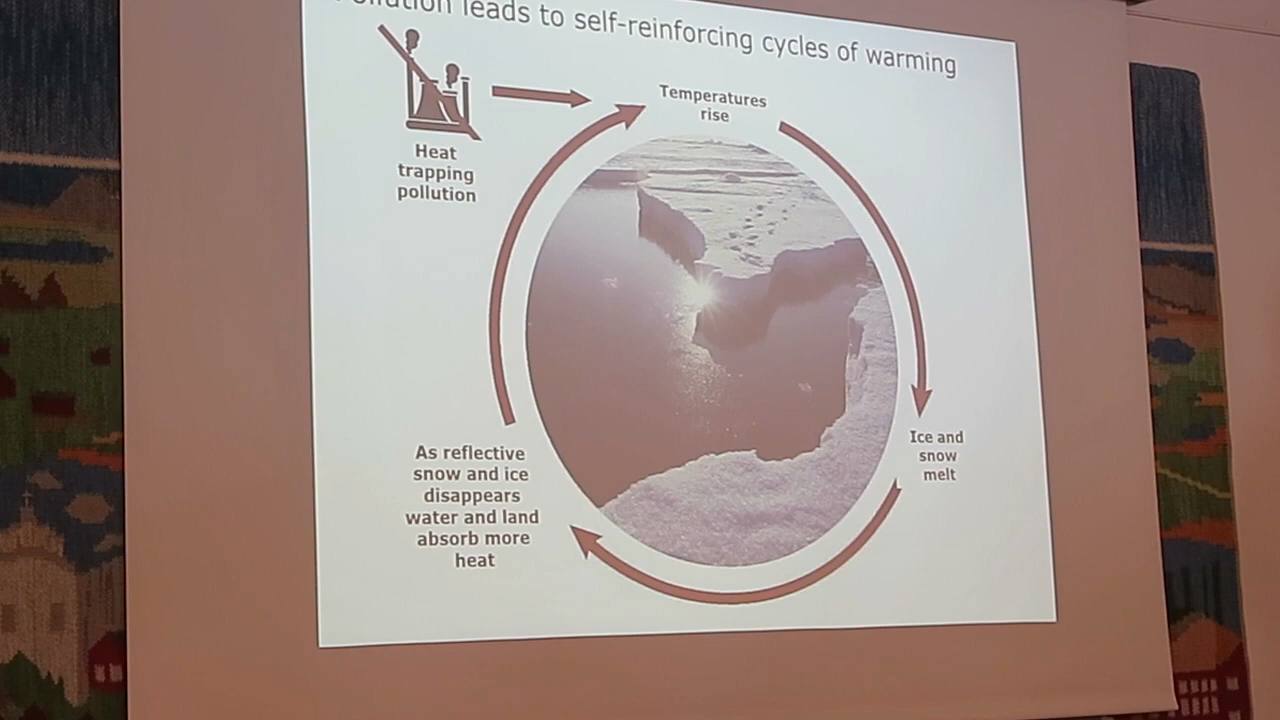 Pollution leads to self-reinforcing cycles of warming
Heat
trapping
pollution
Temperatures
rise
Ice and
snow
melt
As reflective
snow and ice
disappears
water and land
absorb more
heat